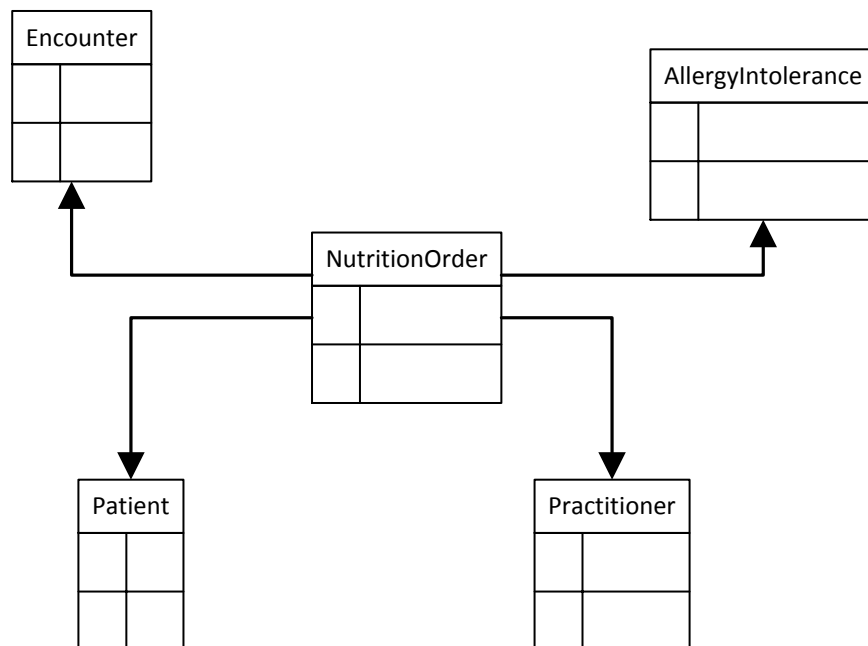 Encounter
AllergyIntolerance
NutritionOrder
Patient
Practitioner